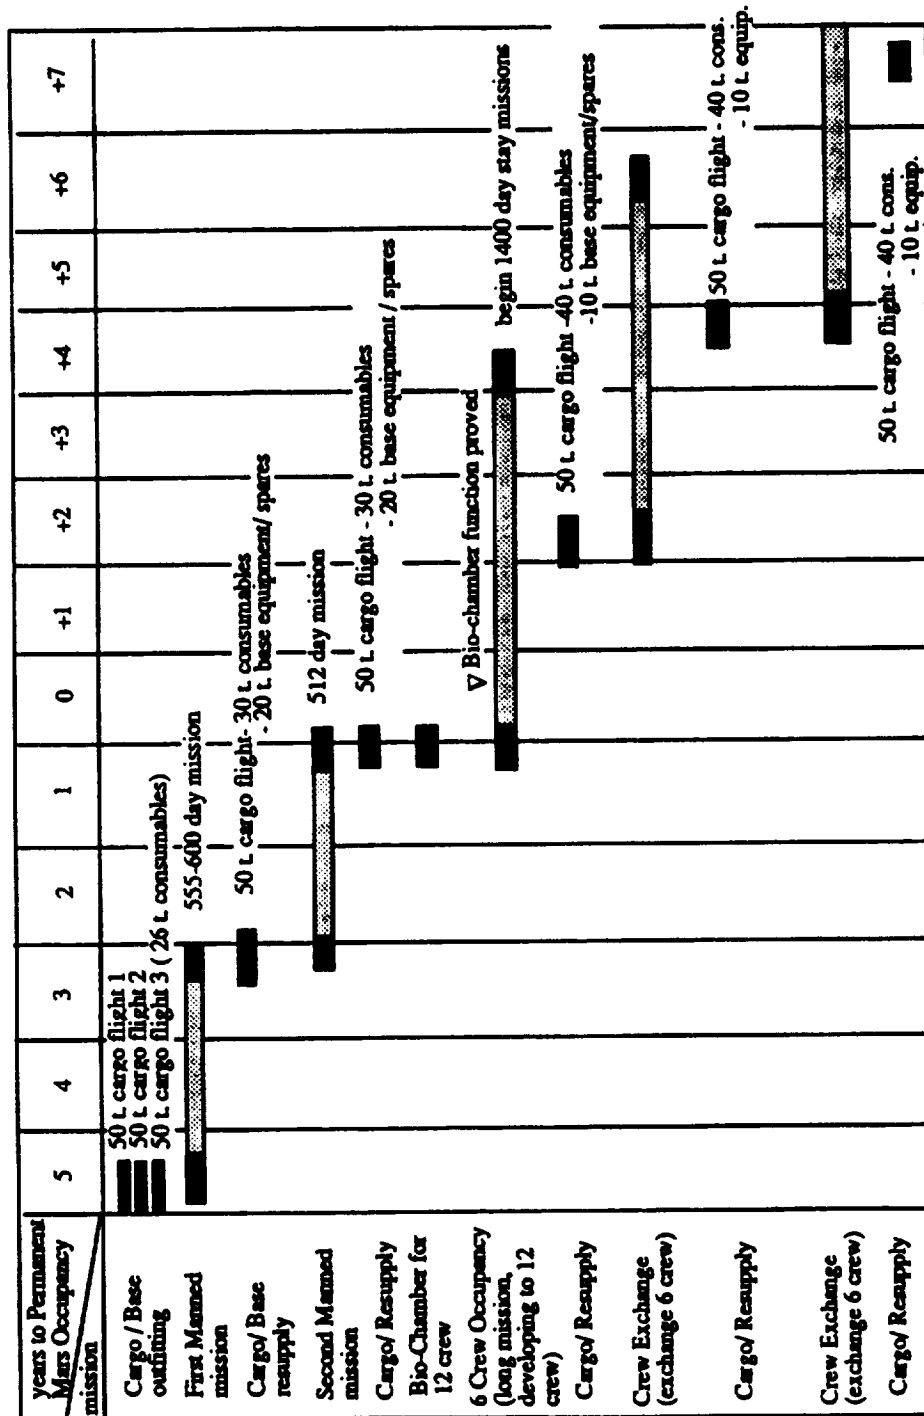 years to Permanent
Mars Occupancy
mission
5 4 3 2 1 0 +1 +2 +3 +4 +5 +6 +7
Cargo / Base
outfitting
50 t. cargo flight 1
50 t. cargo flight 2
50 t. cargo flight 3 ( 26 t. consumables)
First Manned
mission
555-600 day mission
Cargo/ Base
resupply
50 t. cargo flight- 30 t. consumables
- 20 t. base equipment/ spares
Second Manned
mission
512 day mission
Cargo/ Resupply
50 t. cargo flight - 30 t. consumables
- 20 t. base equipment / spares
Bio-Chamber for
12 crew
6 Crew Occupancy
(long mission,
developing to 12
crew)
∇ Bio-chamber function proved
begin 1400 day stay missions
Cargo/ Resupply
50 t. cargo flight -40 t. consumables
-10 t. base equipment/spares
Crew Exchange
(exchange 6 crew)
Cargo/ Resupply
50 t. cargo flight - 40 t. cons.
- 10 t. equip.
Crew Exchange
(exchange 6 crew)
Cargo/ Resupply
50 t. cargo flight - 40 t. cons.
- 10 t. equip.